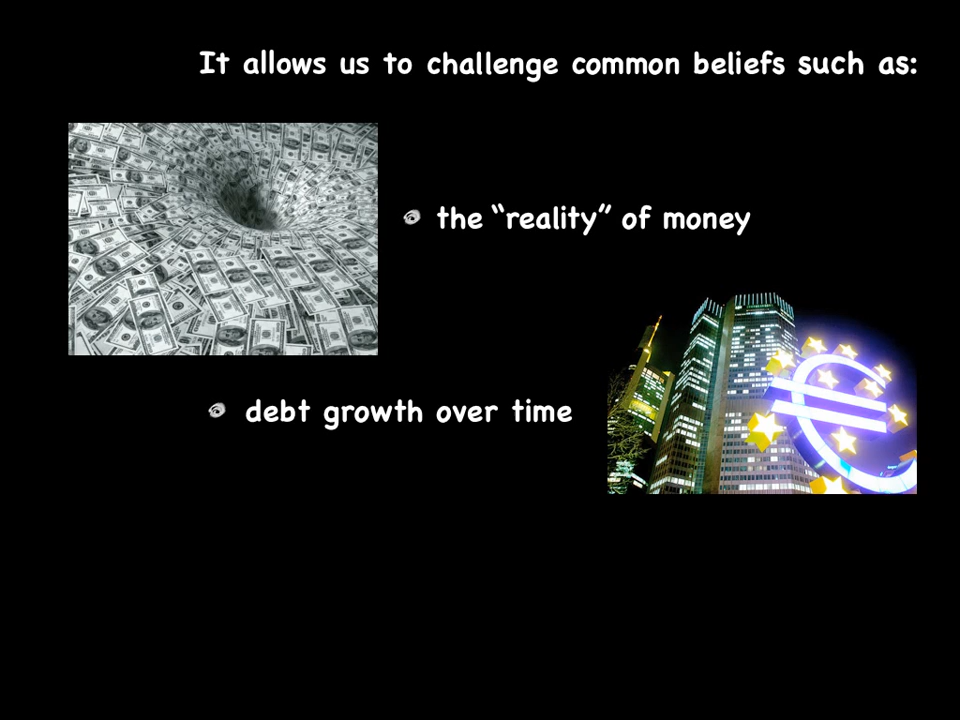 It allows us to challenge common beliefs such as:
the “reality” of money
debt growth over time